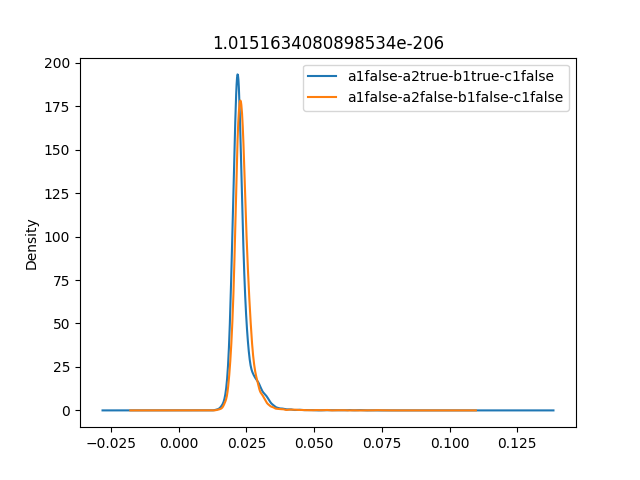 1.0151634080898534e-206
a1false-a2true-b1true-c1false
a1false-a2false-b1false-c1false
Density
200
175
150
125
100
75
50
25
0
−0.025 0.000 0.025 0.050 0.075 0.100 0.125